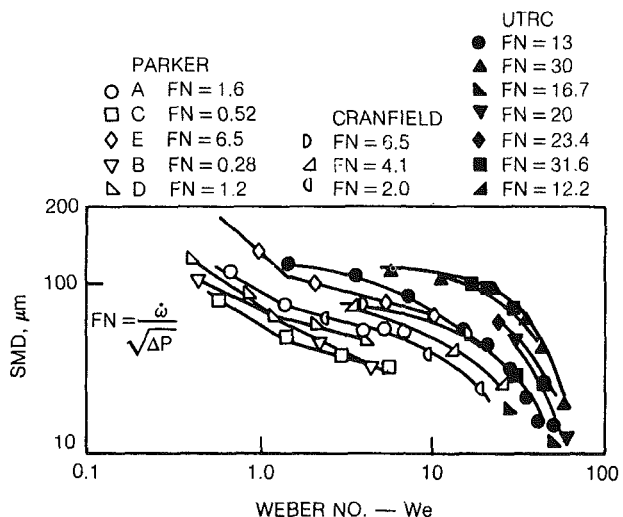 UTRC
FN = 13
FN = 30
FN = 16.7
FN = 20
FN = 23.4
FN = 31.6
FN = 12.2
PARKER
A FN = 1.6
C FN = 0.52
E FN = 6.5
B FN = 0.28
D FN = 1.2
CRANFIELD
FN = 6.5
FN = 4.1
FN = 2.0
200
100
10
SMD, μm
FN = ω̇ / √ΔP
0.1 1.0 10 100
WEBER NO. — We